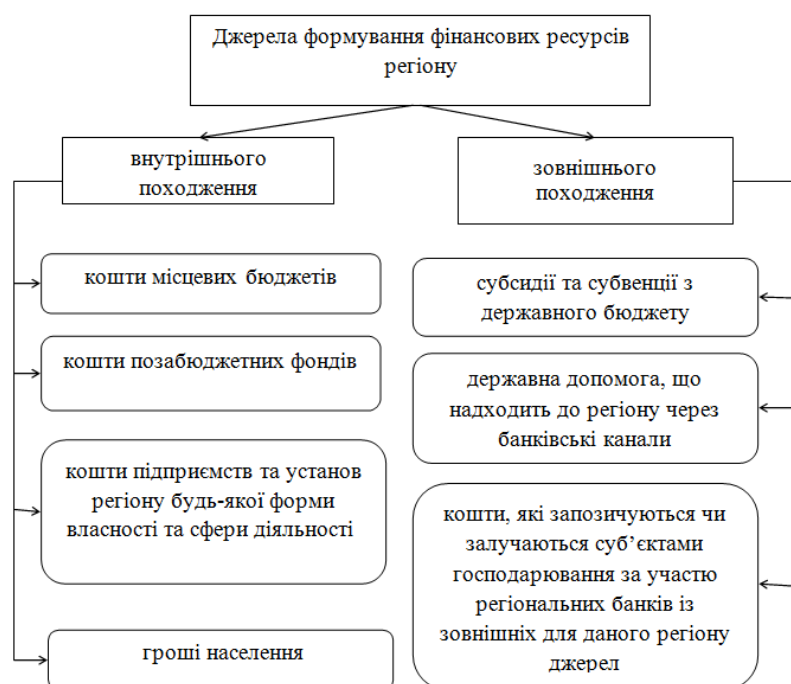 Джерела формування фінансових ресурсів
регіону
внутрішнього
походження
зовнішнього
походження
кошти місцевих бюджетів
кошти позабюджетних фондів
кошти підприємств та установ
регіону будь-якої форми
власності та сфери діяльності
гроші населення
субсидії та субвенції з
державного бюджету
державна допомога, що
надходить до регіону через
банківські канали
кошти, які запозичуються чи
залучаються суб’єктами
господарювання за участю
регіональних банків із
зовнішніх для даного регіону
джерел